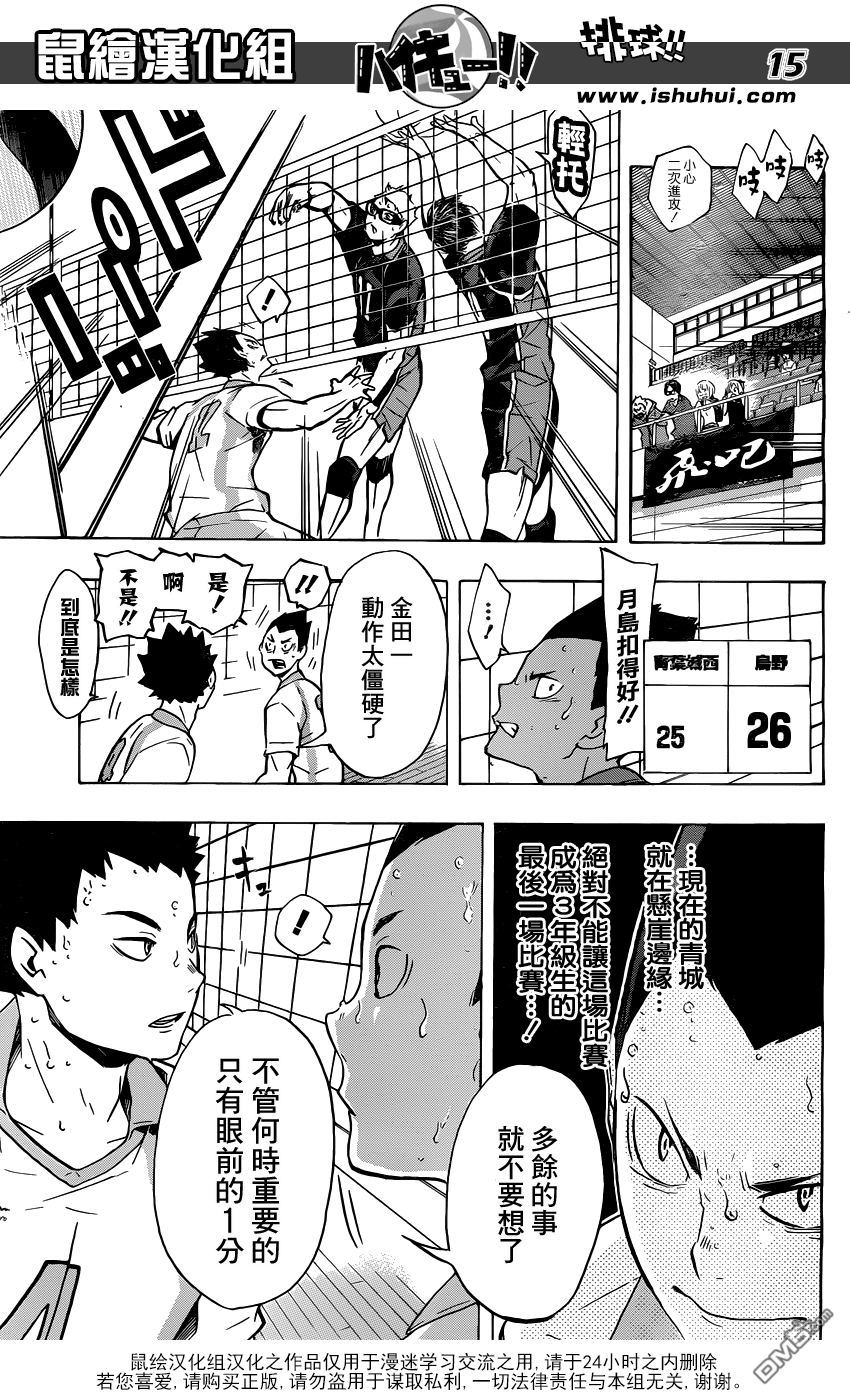 鼠繪漢化組
ハイキュー!!
排球!!
15
www.ishuhui.com
吱
吱
吱
小心
二次進攻!
飛吧
輕托
!
月島扣得好!!
青葉城西
烏野
25
26
…!
金田一
動作太僵硬了
!!
是!
啊
不是!!
到底是怎樣
…現在的青城
就在懸崖邊緣…
絕對不能讓這場比賽
成爲3年級生的
最後一場比賽…!
多餘的事
就不要想了
キュ
!
不管何時重要的
只有眼前的1分
4
鼠绘汉化组汉化之作品仅用于漫迷学习交流之用, 请于24小时之内删除
若您喜爱, 请购买正版, 请勿用于谋取私利, 一切法律责任与本组无关, 谢谢.
DM5.com